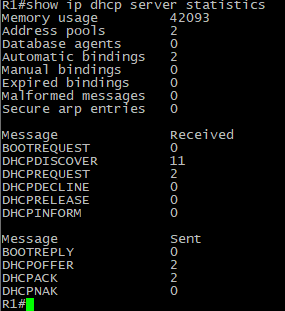 R1#show ip dhcp server statistics
Memory usage 42093
Address pools 2
Database agents 0
Automatic bindings 2
Manual bindings 0
Expired bindings 0
Malformed messages 0
Secure arp entries 0
Message Received
BOOTREQUEST 0
DHCPDISCOVER 11
DHCPREQUEST 2
DHCPDECLINE 0
DHCPRELEASE 0
DHCPINFORM 0
Message Sent
BOOTREPLY 0
DHCPOFFER 2
DHCPACK 2
DHCPNAK 0
R1#